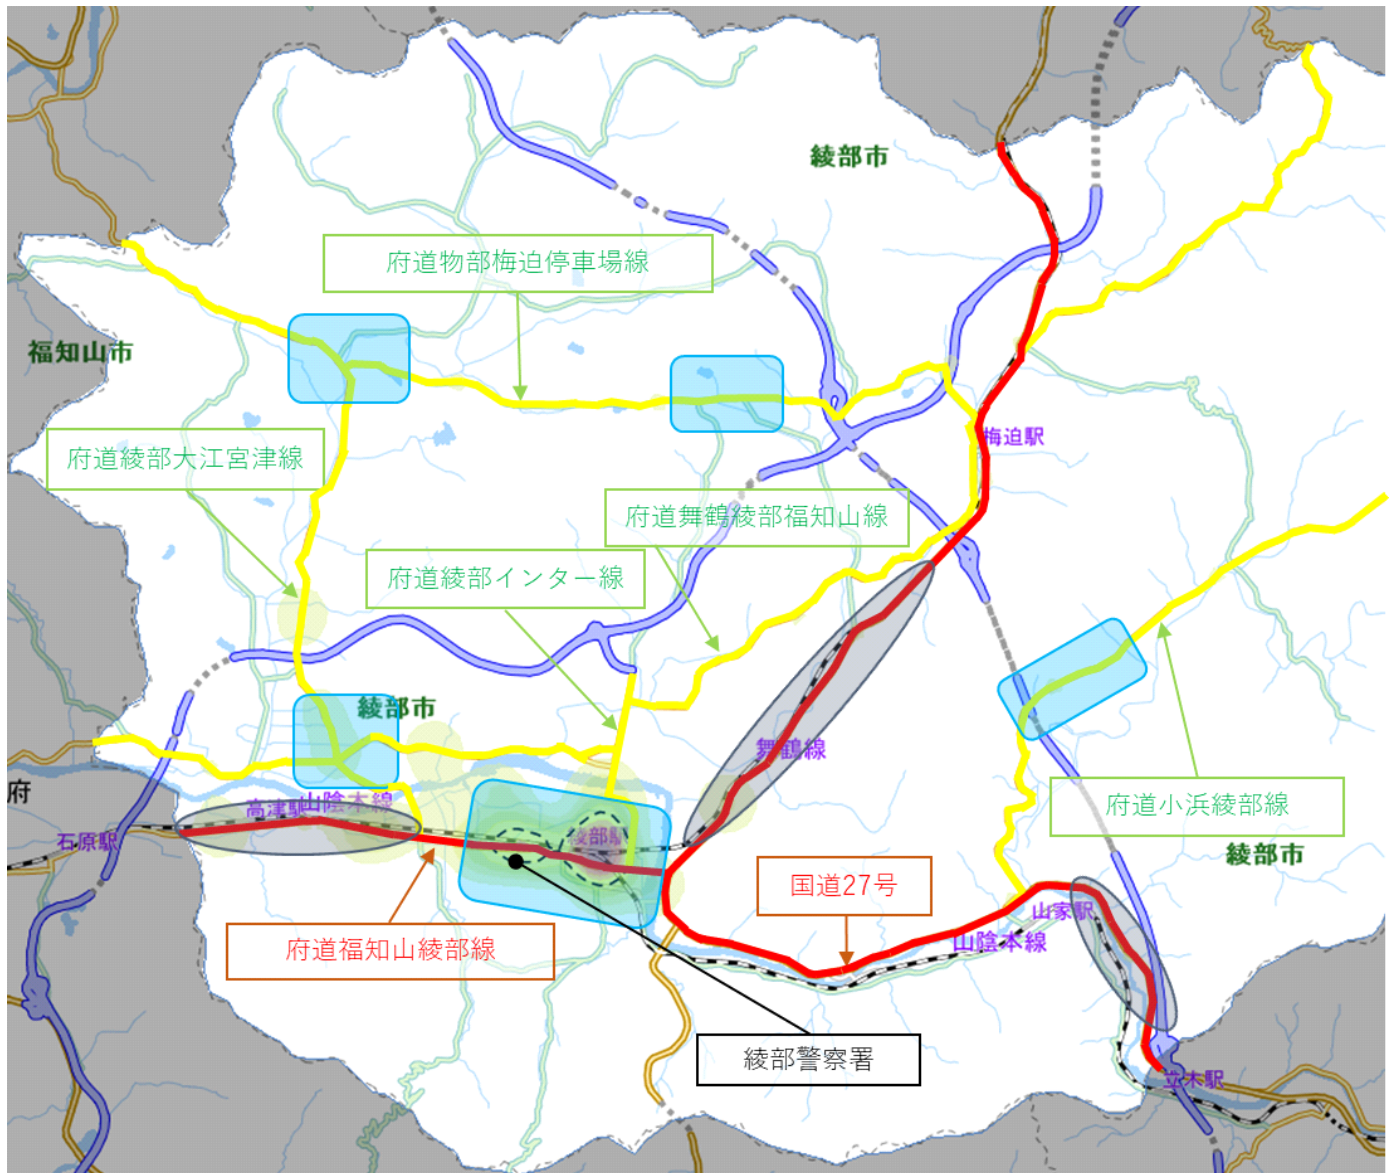 綾部市
府道物部梅迫停車場線
福知山市
梅迫駅
府道綾部大江宮津線
府道舞鶴綾部福知山線
府道綾部インター線
綾部市
舞鶴線
府
高津駅
山陰本線
府道小浜綾部線
石原駅
綾部駅
綾部市
国道27号
山家駅
府道福知山綾部線
山陰本線
綾部警察署
立木駅